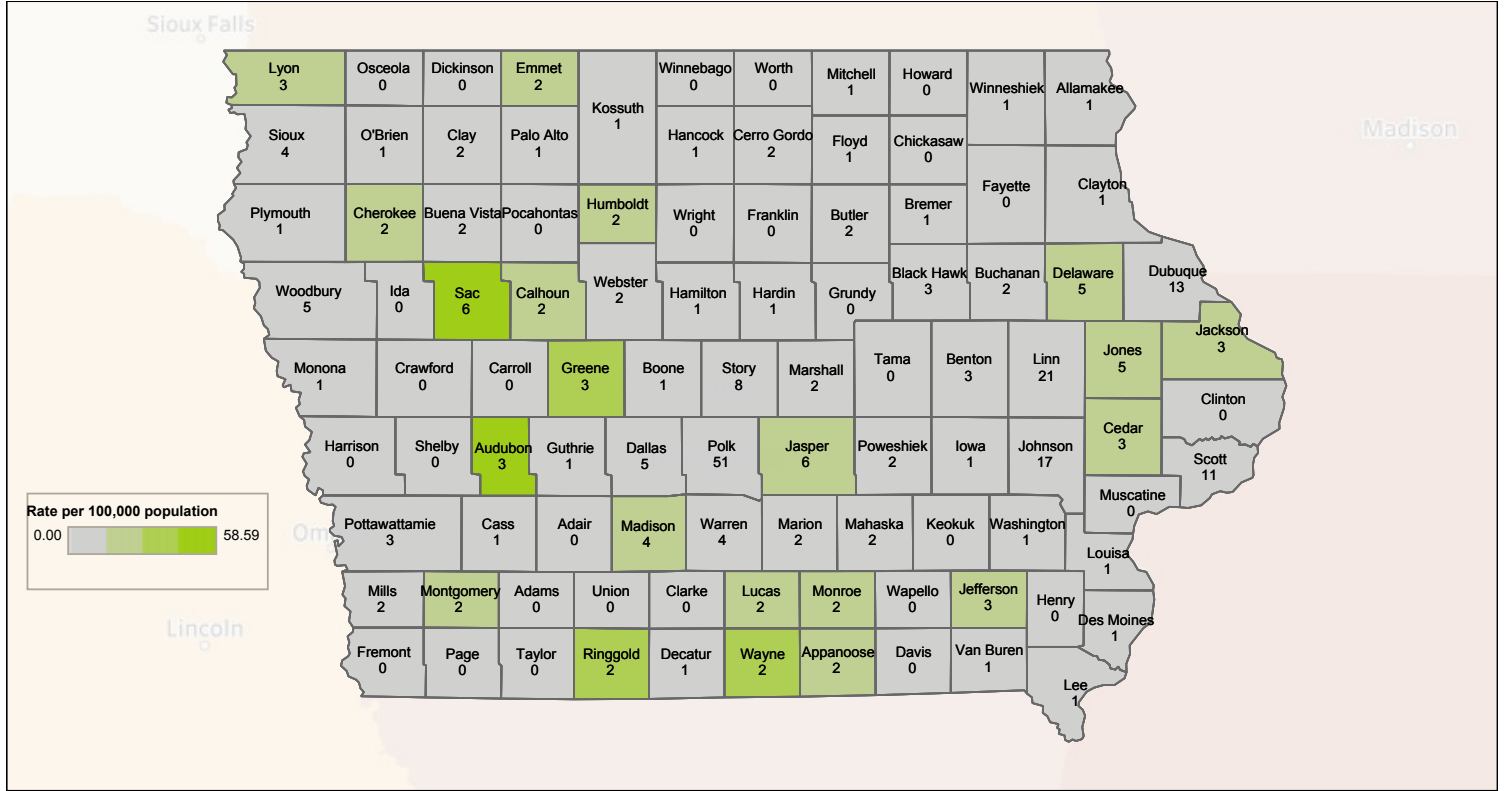 Sioux Falls
Madison
Lyon
3
Osceola
0
Dickinson
0
Emmet
2
Kossuth
1
Winnebago
0
Worth
0
Mitchell
1
Howard
0
Winneshiek
1
Allamakee
1
Sioux
4
O'Brien
1
Clay
2
Palo Alto
1
Hancock
1
Cerro Gordo
2
Floyd
1
Chickasaw
0
Plymouth
1
Cherokee
2
Buena Vista
2
Pocahontas
0
Humboldt
2
Wright
0
Franklin
0
Butler
2
Bremer
1
Fayette
0
Clayton
1
Woodbury
5
Ida
0
Sac
6
Calhoun
2
Webster
2
Hamilton
1
Hardin
1
Grundy
0
Black Hawk
3
Buchanan
2
Delaware
5
Dubuque
13
Monona
1
Crawford
0
Carroll
0
Greene
3
Boone
1
Story
8
Marshall
2
Tama
0
Benton
3
Linn
21
Jones
5
Jackson
3
Clinton
0
Harrison
0
Shelby
0
Audubon
3
Guthrie
1
Dallas
5
Polk
51
Jasper
6
Poweshiek
2
Iowa
1
Johnson
17
Cedar
3
Scott
11
Muscatine
0
Rate per 100,000 population
0.00
58.59
Om
Pottawattamie
3
Cass
1
Adair
0
Madison
4
Warren
4
Marion
2
Mahaska
2
Keokuk
0
Washington
1
Louisa
1
Lincoln
Mills
2
Montgomery
2
Adams
0
Union
0
Clarke
0
Lucas
2
Monroe
2
Wapello
0
Jefferson
3
Henry
0
Des Moines
1
Fremont
0
Page
0
Taylor
0
Ringgold
2
Decatur
1
Wayne
2
Appanoose
2
Davis
0
Van Buren
1
Lee
1